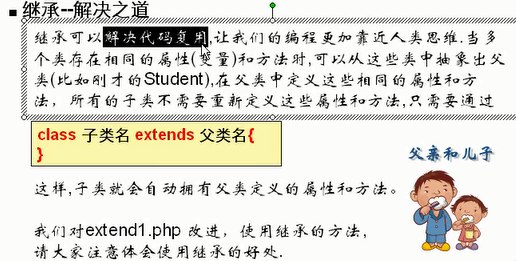 继承--解决之道
继承可以解决代码复用,让我们的编程更加靠近人类思维.当多
个类存在相同的属性(变量)和方法时,可以从这些类中抽象出父
类(比如刚才的Student),在父类中定义这些相同的属性和方
法，所有的子类不需要重新定义这些属性和方法,只需要通过
class 子类名 extends 父类名{
}
父亲和儿子
这样,子类就会自动拥有父类定义的属性和方法。
我们对extend1.php 改进，使用继承的方法,
请大家注意体会使用继承的好处.